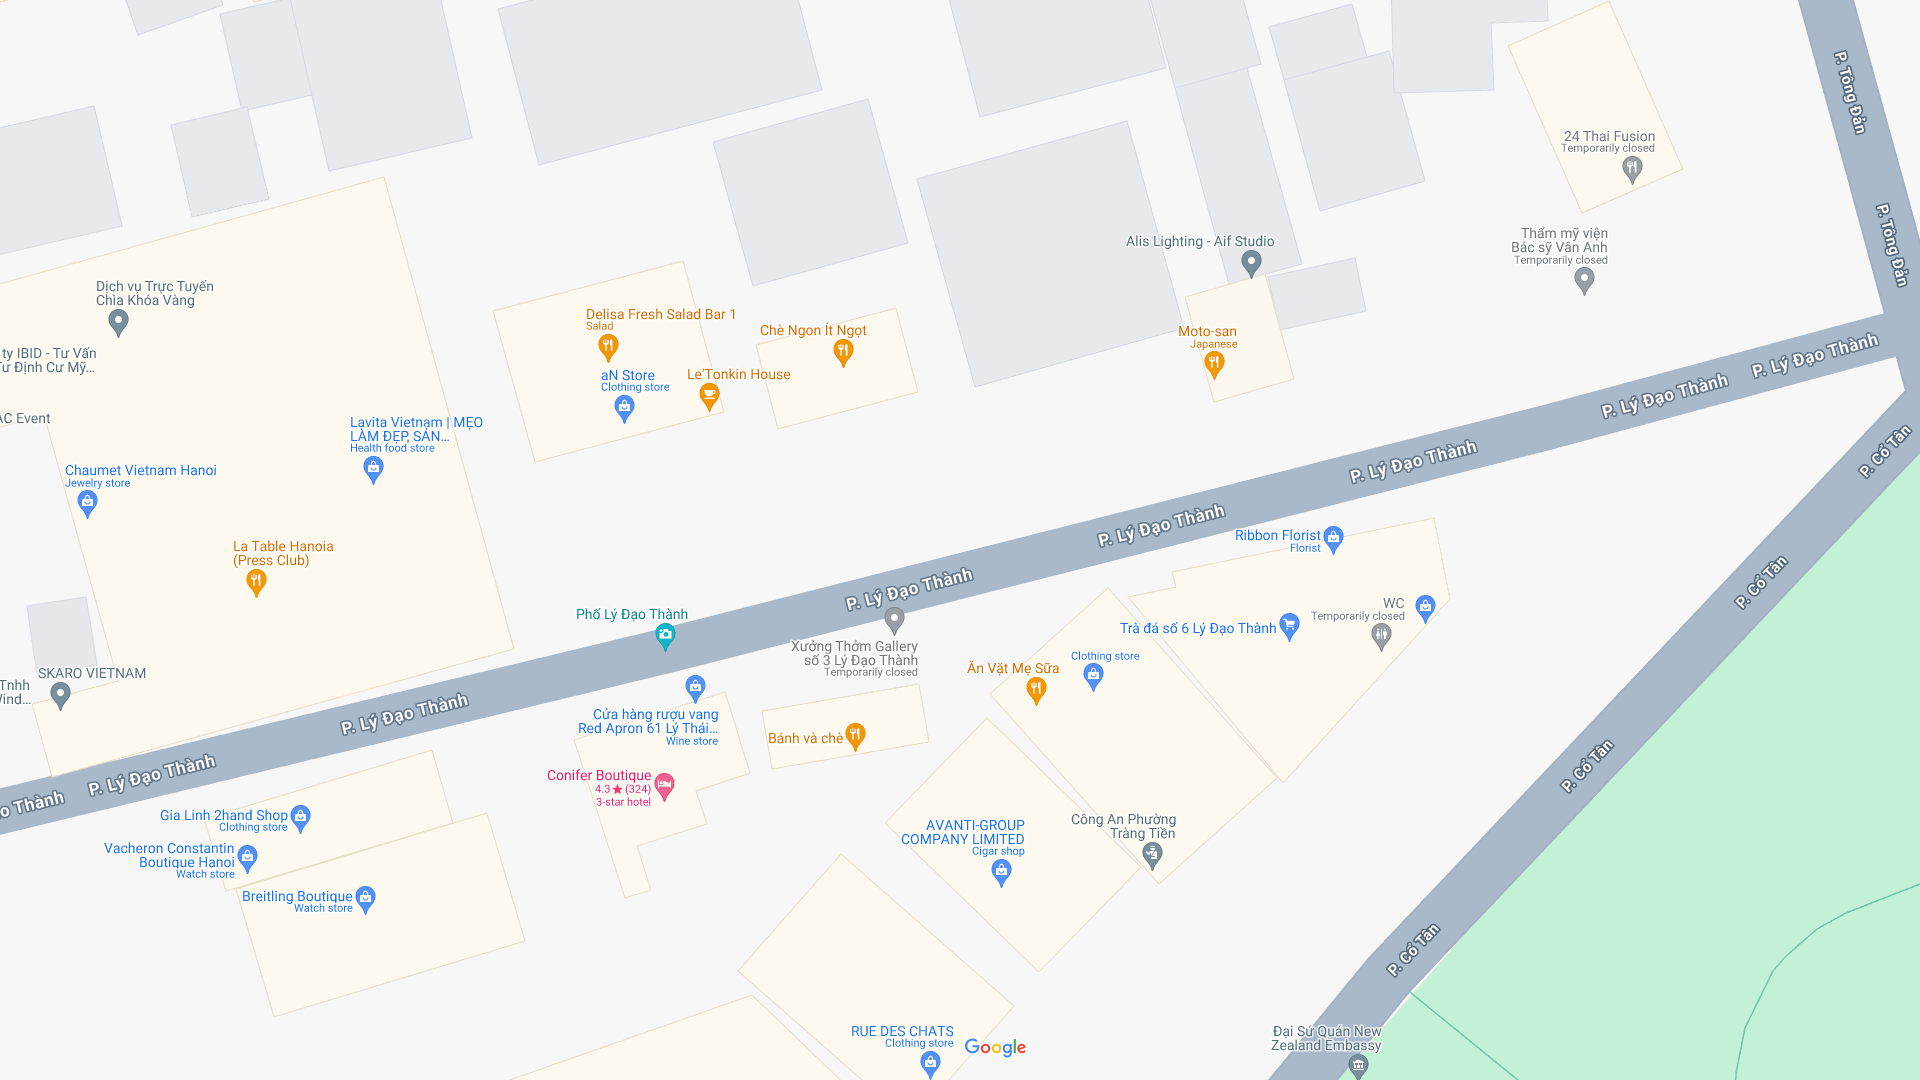 P. Tông Đản
24 Thai Fusion
Temporarily closed
P. Tông Đản
Thẩm mỹ viện
Bác sỹ Vân Anh
Temporarily closed
Alis Lighting - Aif Studio
Dịch vụ Trực Tuyến
Chìa Khóa Vàng
Delisa Fresh Salad Bar 1
Salad
Chè Ngon Ít Ngọt
Moto-san
Japanese
P. Lý Đạo Thành
ty IBID - Tư Vấn
Định Cư Mỹ...
aN Store
Clothing store
Le'Tonkin House
P. Lý Đạo Thành
AC Event
Lavita Vietnam | MẸO
LÀM ĐẸP, SẢN...
Health food store
P. Cổ Tân
Chaumet Vietnam Hanoi
Jewelry store
P. Lý Đạo Thành
P. Lý Đạo Thành
Ribbon Florist
Florist
La Table Hanoia
(Press Club)
P. Lý Đạo Thành
P. Cổ Tân
Phố Lý Đạo Thành
WC
Temporarily closed
Trà đá số 6 Lý Đạo Thành
Xưởng Thởm Gallery
số 3 Lý Đạo Thành
Temporarily closed
Clothing store
Ăn Vặt Mẹ Sữa
SKARO VIETNAM
Tnhh
Wind...
P. Lý Đạo Thành
Cửa hàng rượu vang
Red Apron 61 Lý Thái...
Wine store
Bánh và chè
P. Lý Đạo Thành
P. Cổ Tân
Conifer Boutique
4.3★(324)
3-star hotel
o Thành
Gia Linh 2hand Shop
Clothing store
Công An Phường
Tràng Tiền
AVANTI-GROUP
COMPANY LIMITED
Cigar shop
Vacheron Constantin
Boutique Hanoi
Watch store
Breitling Boutique
Watch store
P. Cổ Tân
RUE DES CHATS
Clothing store
Google
Đại Sứ Quán New
Zealand Embassy